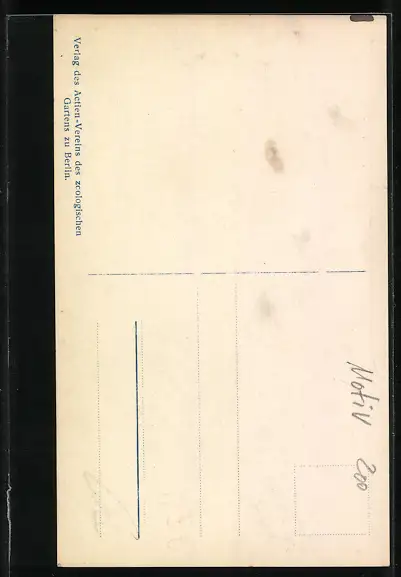 Verlag des Actien-Vereins des zoologischen
Gartens zu Berlin.
Motiv Zoo